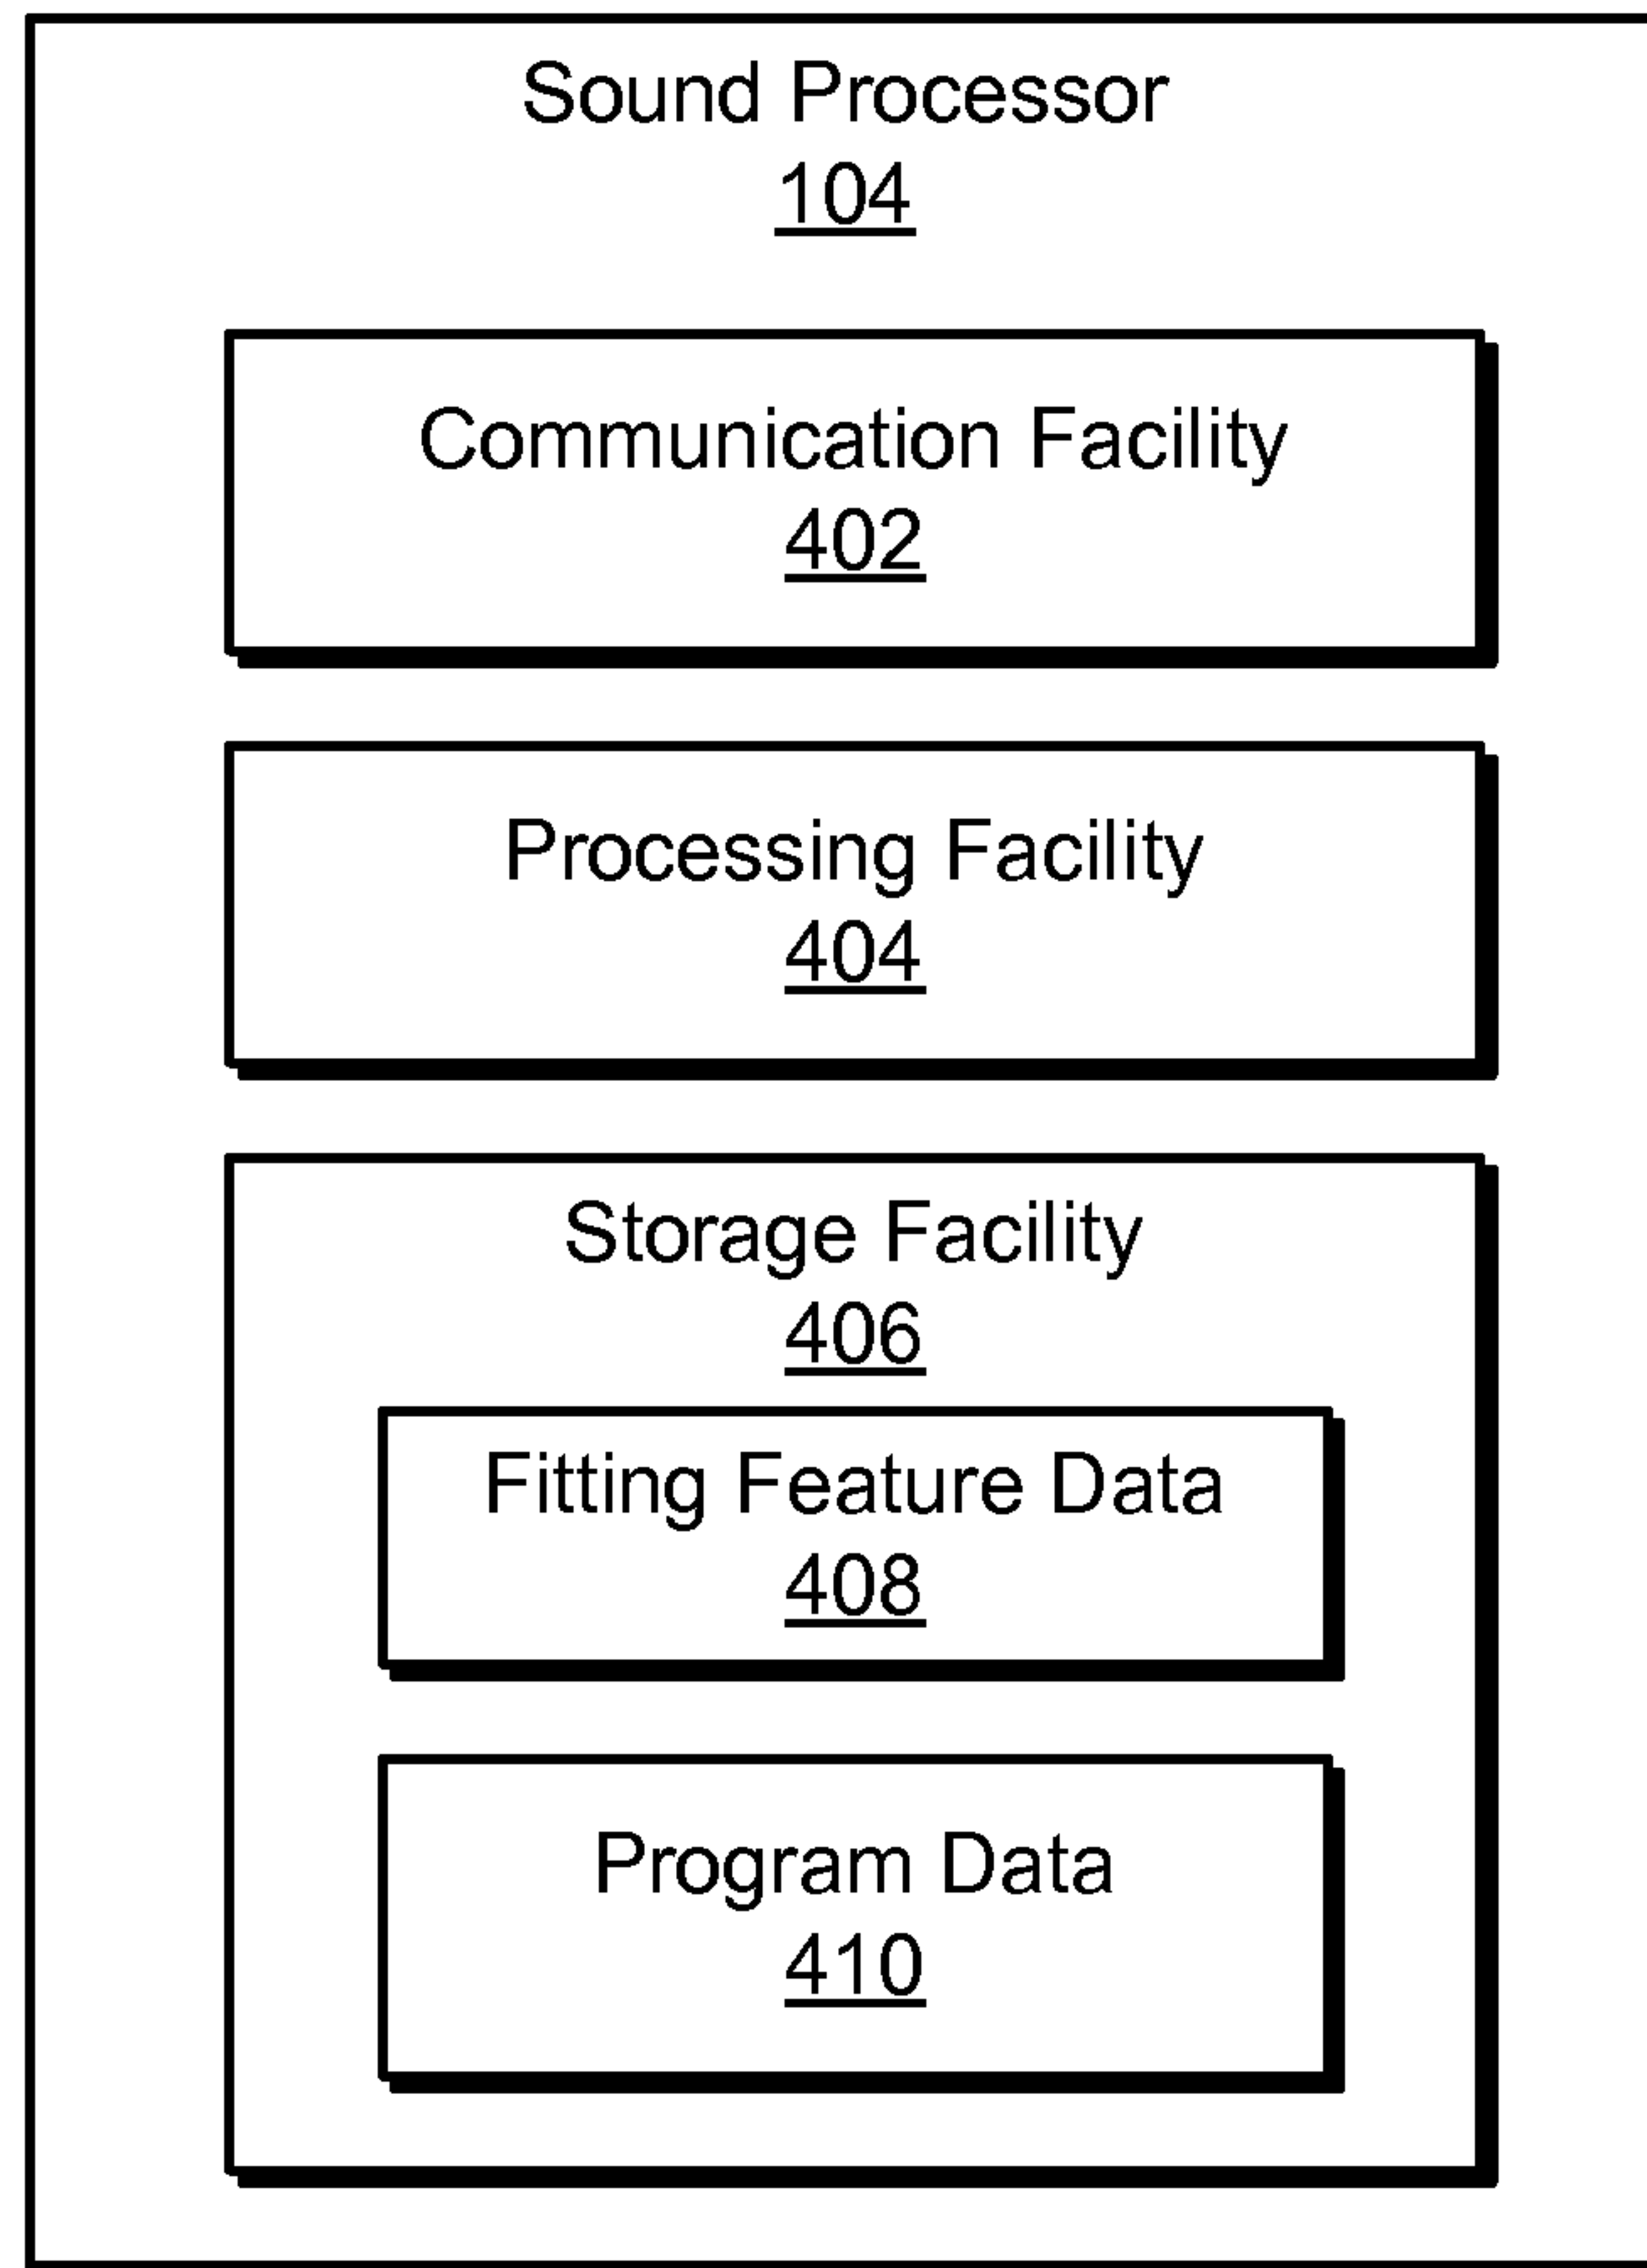 Sound Processor
104
Communication Facility
402
Processing Facility
404
Storage Facility
406
Fitting Feature Data
408
Program Data
410